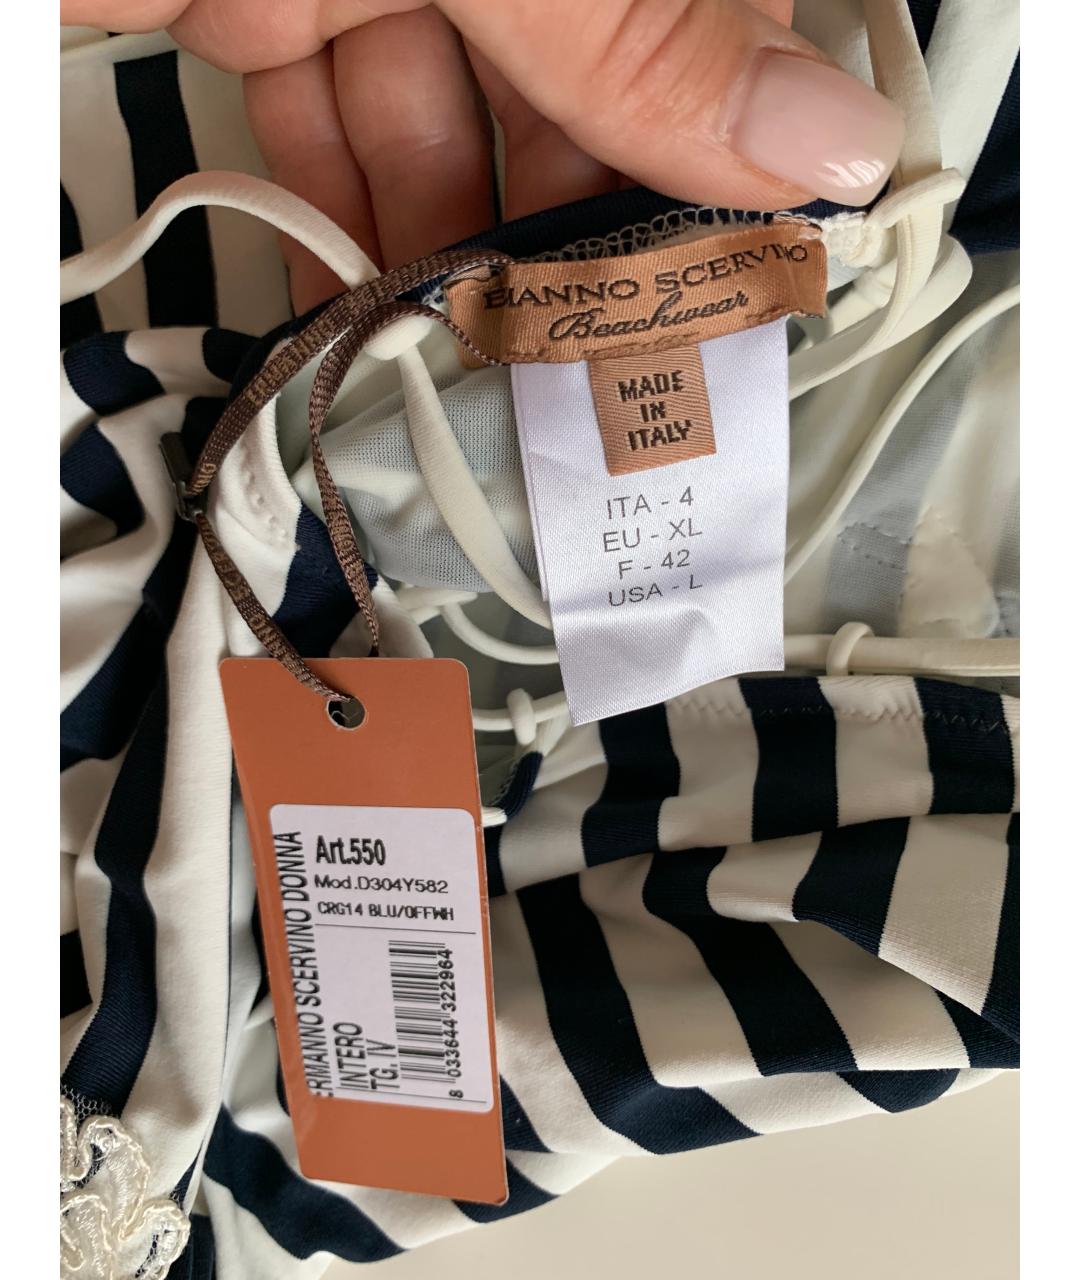 EIANNO SCERVINO
Beachwear
MADE
IN
ITALY
ITA - 4
EU - XL
F - 42
USA - L
Art.550
Mod.D304Y582
CRG14 BLU/OFFWH
ERMANNO SCERVINO DONNA
INTERO
TG. IV
8 033644 322964